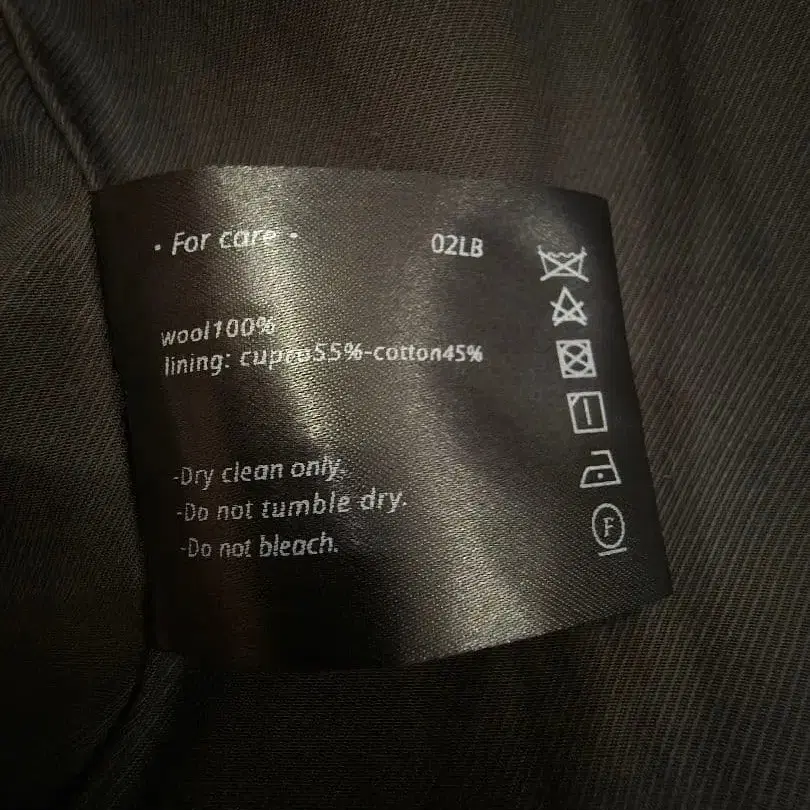 • For care •
02LB
wool100%
lining: cupro55%-cotton45%
-Dry clean only.
-Do not tumble dry.
-Do not bleach.
F